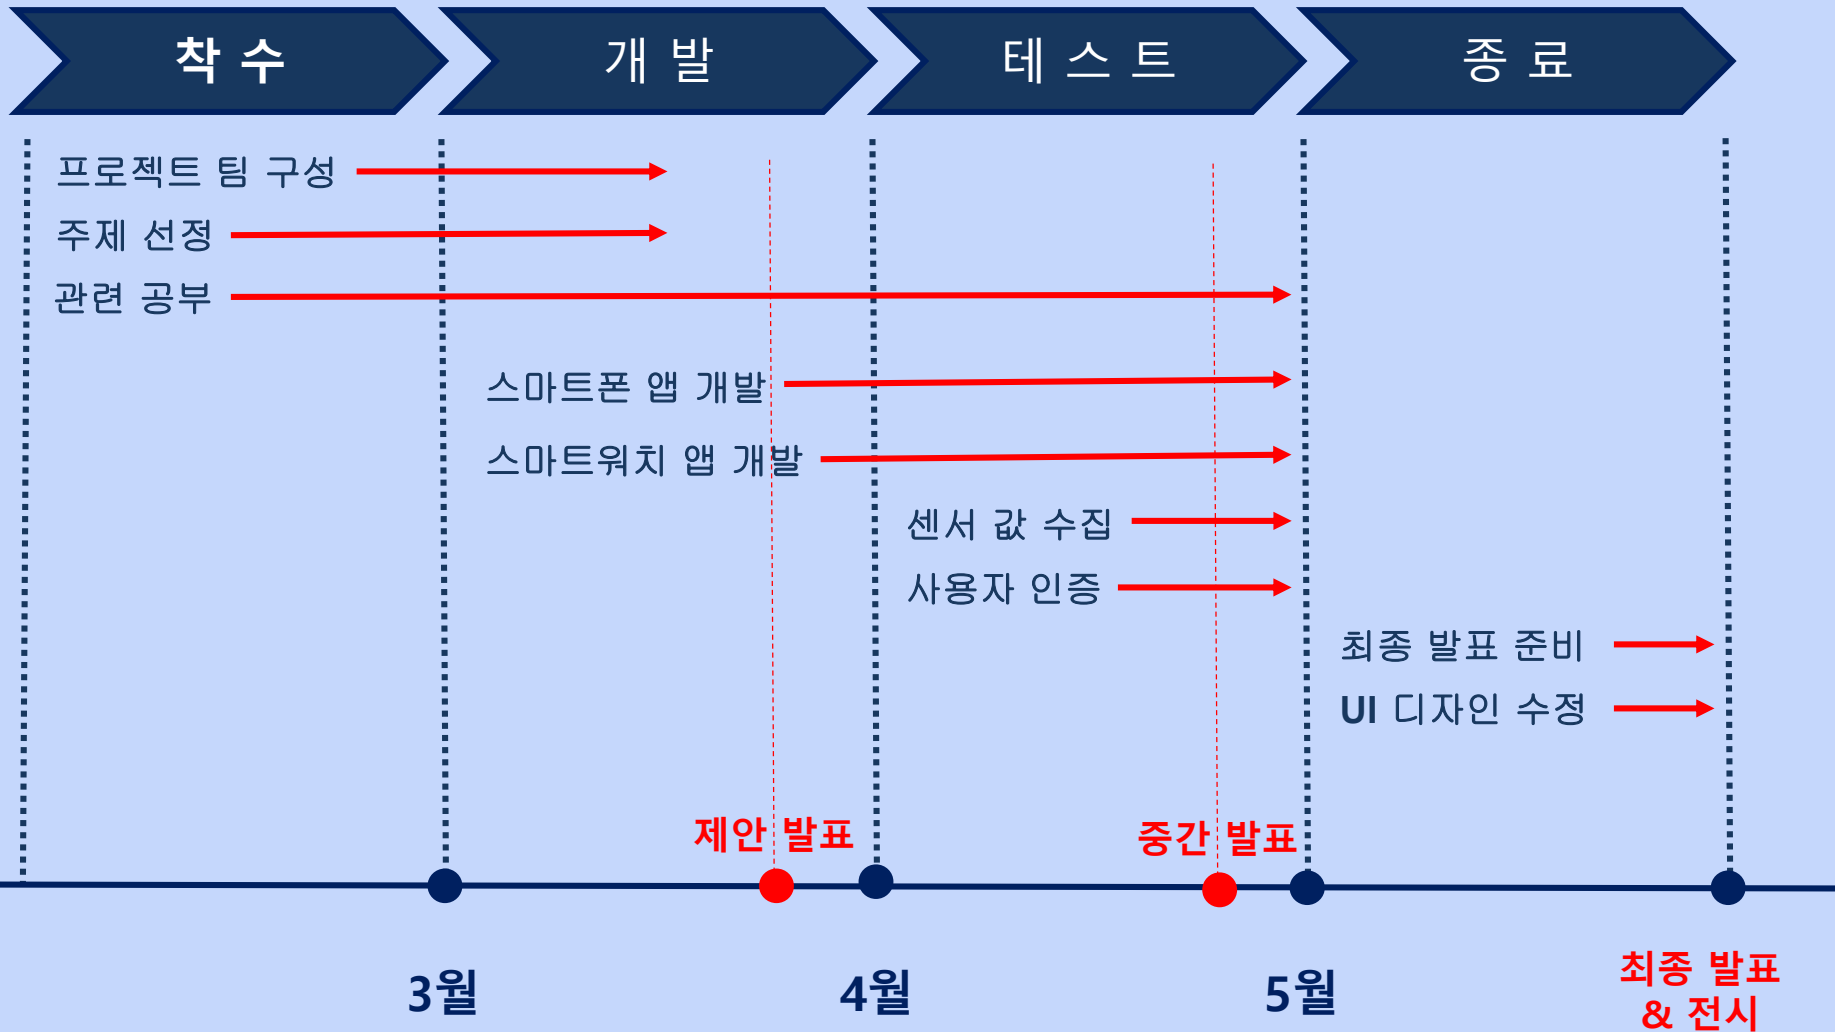 착 수
개 발
테 스 트
종 료
프로젝트 팀 구성
주제 선정
관련 공부
스마트폰 앱 개발
스마트워치 앱 개발
센서 값 수집
사용자 인증
최종 발표 준비
UI 디자인 수정
제안 발표
중간 발표
3월
4월
5월
최종 발표
& 전시